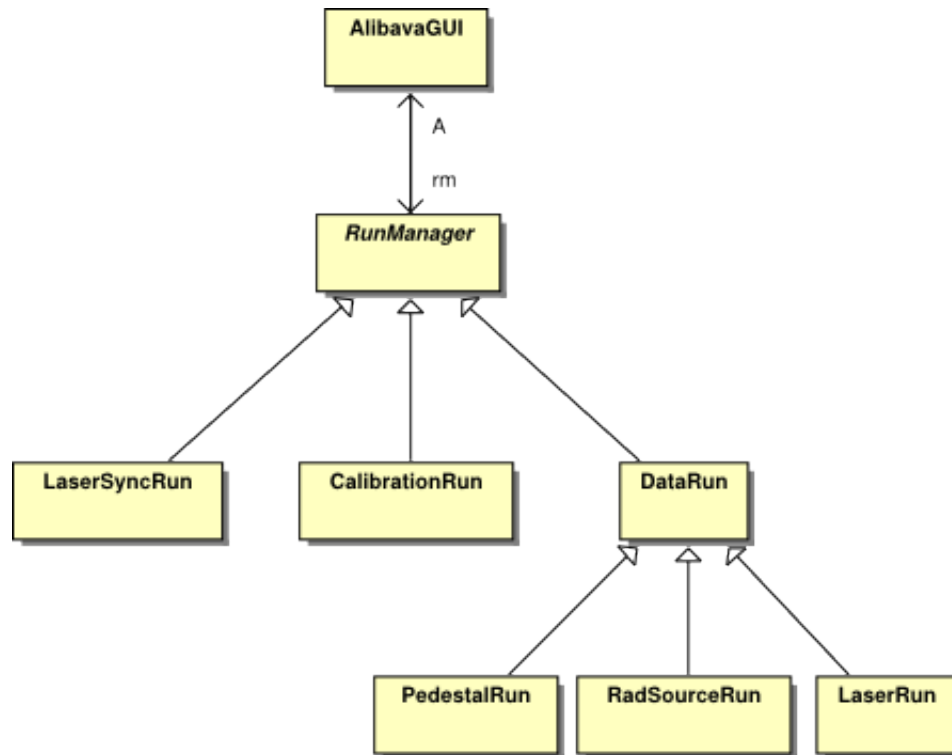 AlibavaGUI
A
rm
RunManager
LaserSyncRun
CalibrationRun
DataRun
PedestalRun
RadSourceRun
LaserRun